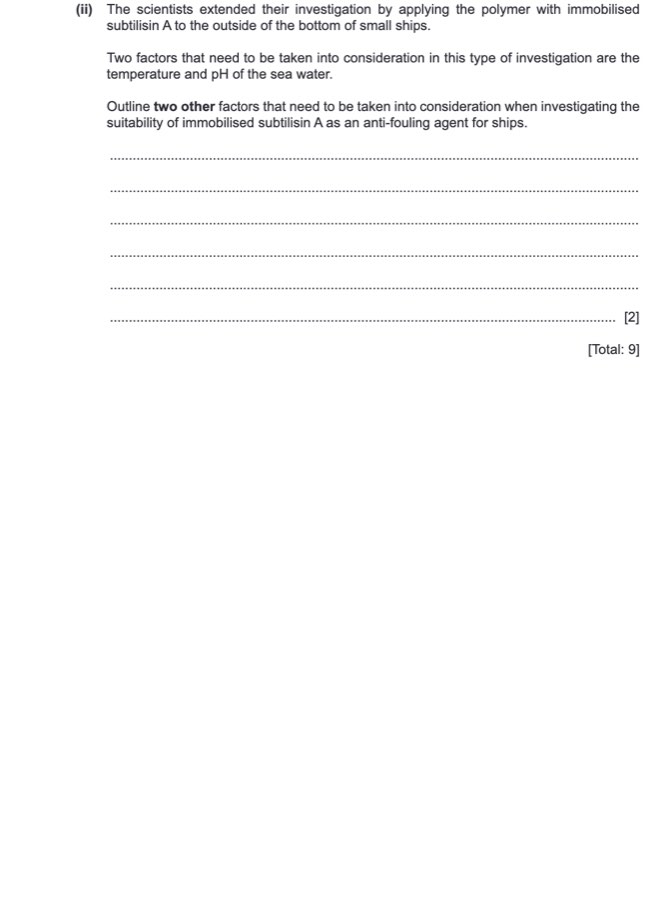 (ii) The scientists extended their investigation by applying the polymer with immobilised
subtilisin A to the outside of the bottom of small ships.
Two factors that need to be taken into consideration in this type of investigation are the
temperature and pH of the sea water.
Outline two other factors that need to be taken into consideration when investigating the
suitability of immobilised subtilisin A as an anti-fouling agent for ships.
[2]
[Total: 9]